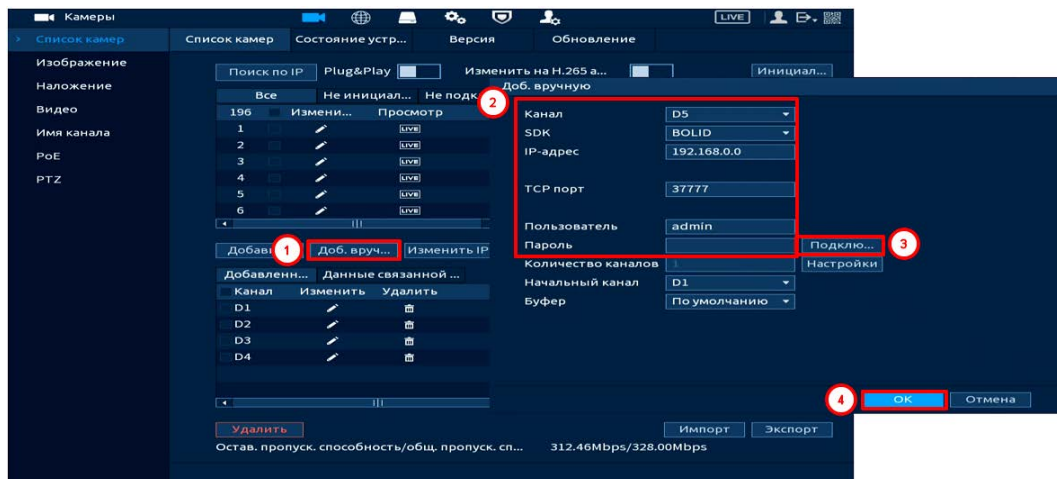 Камеры LIVE
Список камер
Изображение
Наложение
Видео
Имя канала
PoE
PTZ
Список камер Состояние устр... Версия Обновление
Поиск по IP Plug&Play Изменить на H.265 а... Инициал...
Все Не инициал... Не подк
196 Измени... Просмотр
1 LIVE
2 LIVE
3 LIVE
4 LIVE
5 LIVE
6 LIVE
Добав 1 Доб. вруч... Изменить IP
Добавленн... Данные связанной ...
Канал Изменить Удалить
D1
D2
D3
D4
Удалить Импорт Экспорт
Остав. пропуск. способность/общ. пропуск. сп... 312.46Mbps/328.00Mbps
Доб. вручную
2
Канал D5
SDK BOLID
IP-адрес 192.168.0.0
TCP порт 37777
Пользователь admin
Пароль Подклю... 3
Количество каналов 1 Настройки
Начальный канал D1
Буфер По умолчанию
4 OK Отмена